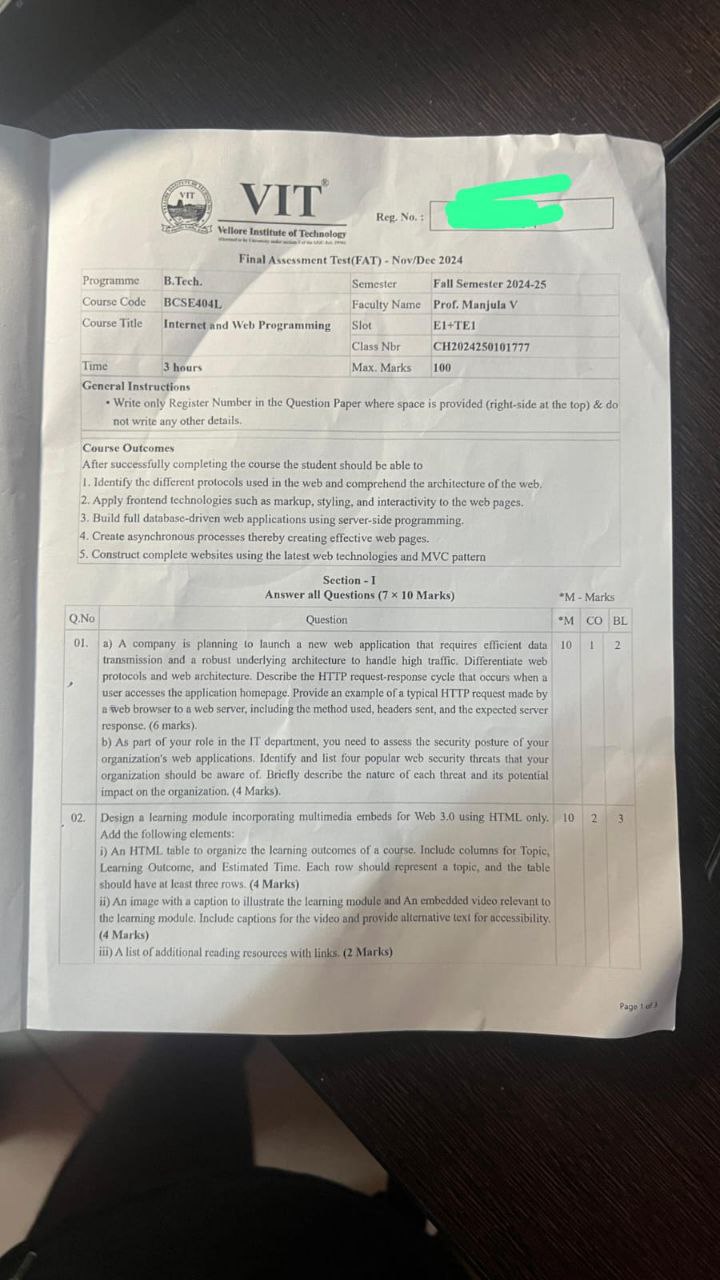 VIT
VIT®
Vellore Institute of Technology
Reg. No. :
Final Assessment Test(FAT) - Nov/Dec 2024
Programme B.Tech. Semester Fall Semester 2024-25
Course Code BCSE404L Faculty Name Prof. Manjula V
Course Title Internet and Web Programming Slot E1+TE1
Class Nbr CH2024250101777
Time 3 hours Max. Marks 100
General Instructions
• Write only Register Number in the Question Paper where space is provided (right-side at the top) & do
not write any other details.
Course Outcomes
After successfully completing the course the student should be able to
1. Identify the different protocols used in the web and comprehend the architecture of the web.
2. Apply frontend technologies such as markup, styling, and interactivity to the web pages.
3. Build full database-driven web applications using server-side programming.
4. Create asynchronous processes thereby creating effective web pages.
5. Construct complete websites using the latest web technologies and MVC pattern
Section - I
Answer all Questions (7 × 10 Marks)
*M - Marks
Q.No Question *M CO BL
01. a) A company is planning to launch a new web application that requires efficient data 10 1 2
transmission and a robust underlying architecture to handle high traffic. Differentiate web
protocols and web architecture. Describe the HTTP request-response cycle that occurs when a
user accesses the application homepage. Provide an example of a typical HTTP request made by
a web browser to a web server, including the method used, headers sent, and the expected server
response. (6 marks).
b) As part of your role in the IT department, you need to assess the security posture of your
organization's web applications. Identify and list four popular web security threats that your
organization should be aware of. Briefly describe the nature of each threat and its potential
impact on the organization. (4 Marks).
02. Design a learning module incorporating multimedia embeds for Web 3.0 using HTML only. 10 2 3
Add the following elements:
i) An HTML table to organize the learning outcomes of a course. Include columns for Topic,
Learning Outcome, and Estimated Time. Each row should represent a topic, and the table
should have at least three rows. (4 Marks)
ii) An image with a caption to illustrate the learning module and An embedded video relevant to
the learning module. Include captions for the video and provide alternative text for accessibility.
(4 Marks)
iii) A list of additional reading resources with links. (2 Marks)
Page 1 of 3